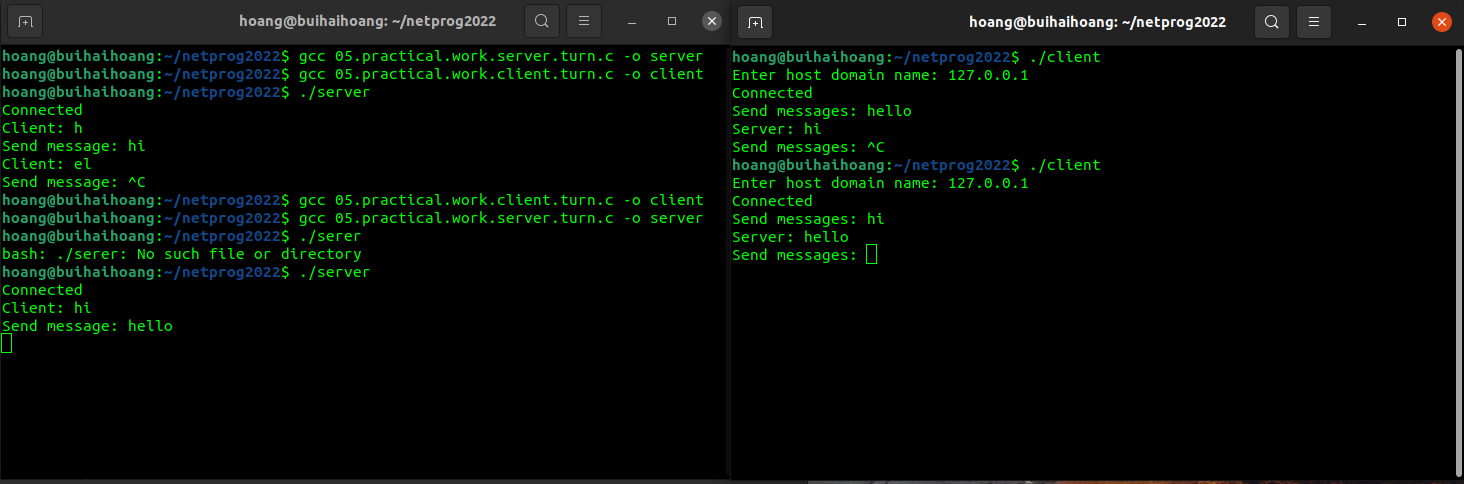 hoang@buihaihoang: ~/netprog2022
hoang@buihaihoang:~/netprog2022$ gcc 05.practical.work.server.turn.c -o server
hoang@buihaihoang:~/netprog2022$ gcc 05.practical.work.client.turn.c -o client
hoang@buihaihoang:~/netprog2022$ ./server
Connected
Client: h
Send message: hi
Client: el
Send message: ^C
hoang@buihaihoang:~/netprog2022$ gcc 05.practical.work.client.turn.c -o client
hoang@buihaihoang:~/netprog2022$ gcc 05.practical.work.server.turn.c -o server
hoang@buihaihoang:~/netprog2022$ ./serer
bash: ./serer: No such file or directory
hoang@buihaihoang:~/netprog2022$ ./server
Connected
Client: hi
Send message: hello
hoang@buihaihoang: ~/netprog2022
hoang@buihaihoang:~/netprog2022$ ./client
Enter host domain name: 127.0.0.1
Connected
Send messages: hello
Server: hi
Send messages: ^C
hoang@buihaihoang:~/netprog2022$ ./client
Enter host domain name: 127.0.0.1
Connected
Send messages: hi
Server: hello
Send messages: